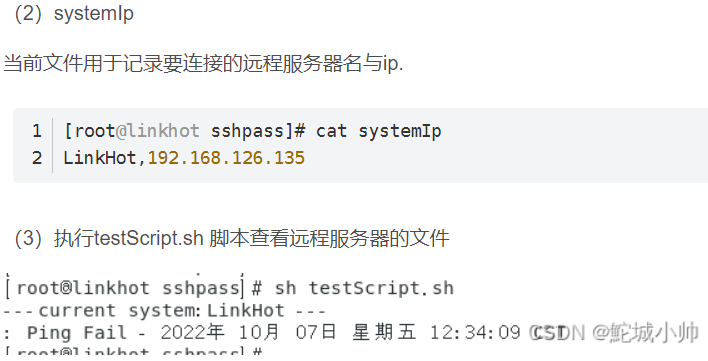 （2）systemIp
当前文件用于记录要连接的远程服务器名与ip.
1 [root@linkhot sshpass]# cat systemIp
2 LinkHot,192.168.126.135
（3）执行testScript.sh 脚本查看远程服务器的文件
[root@linkhot sshpass]# sh testScript.sh
---current system:LinkHot ---
: Ping Fail - 2022年 10月 07日 星期五 12:34:09 CST
CSDN @鮀城小帅
[root@linkhot sshpass]#